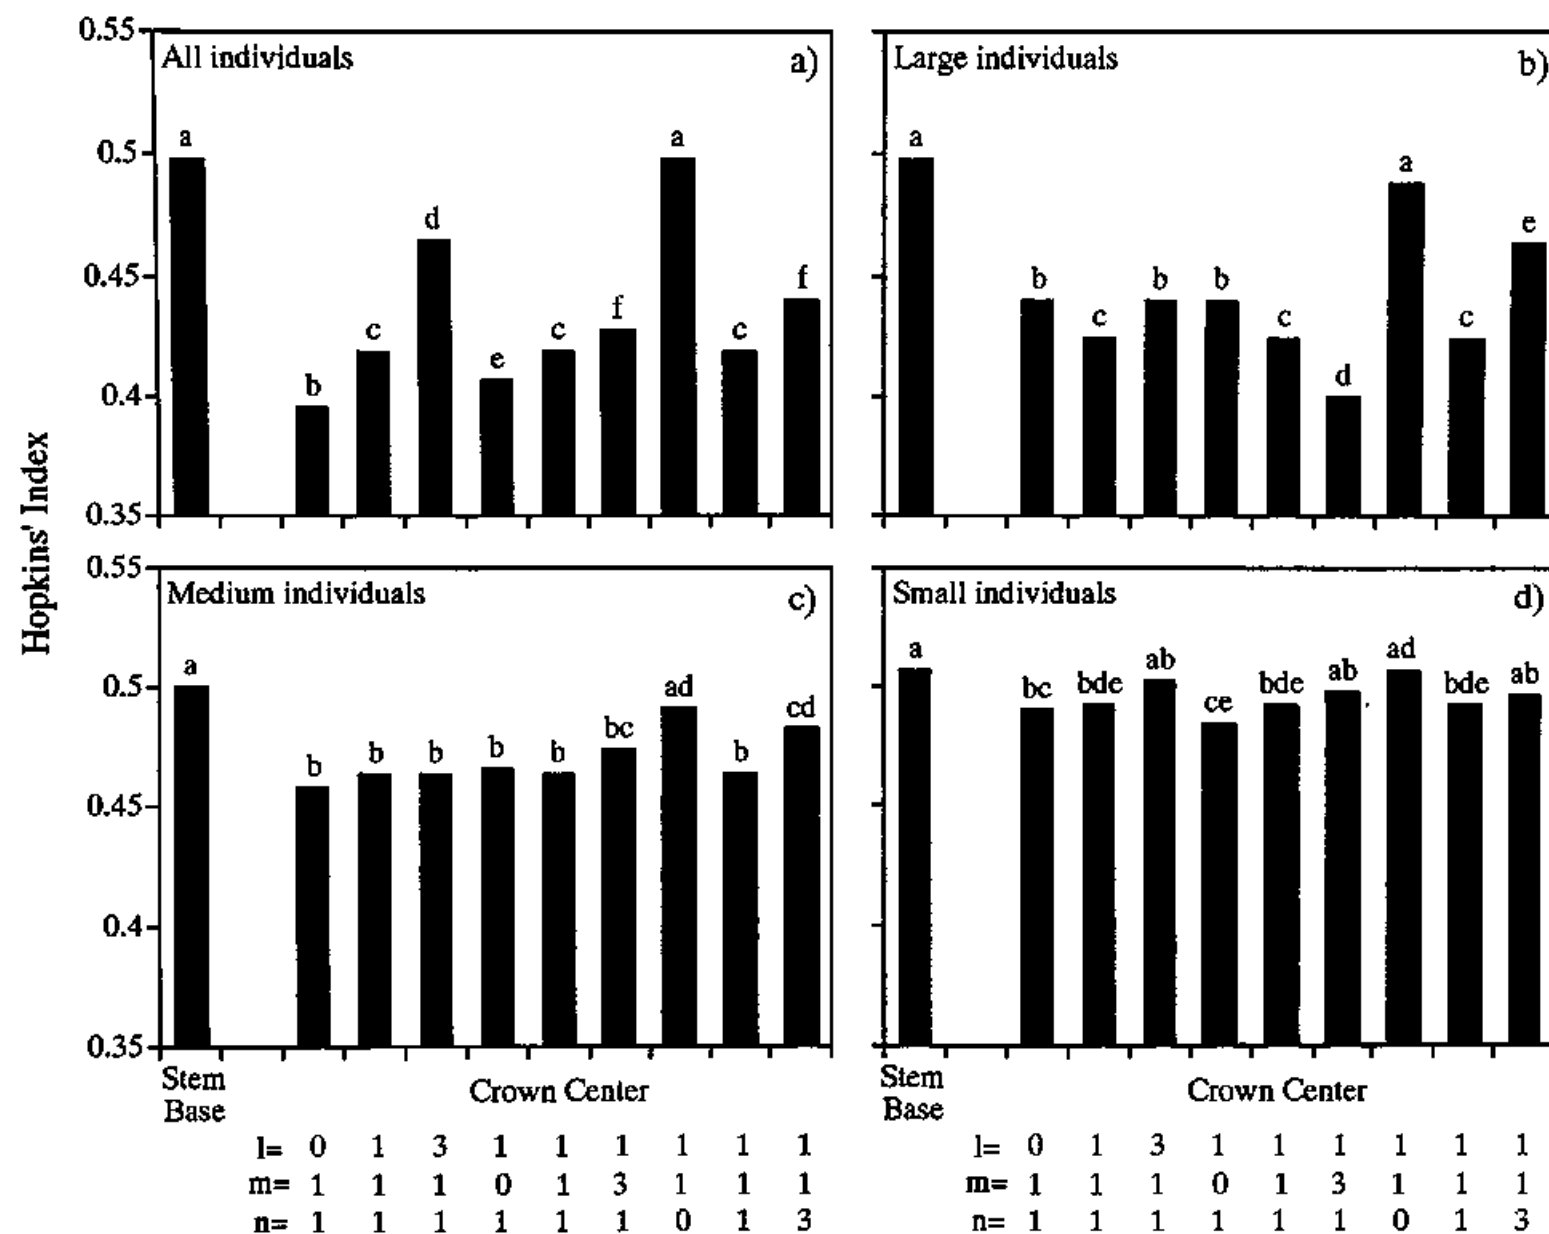 All individuals a)
0.55
0.5
0.45
0.4
0.35
a b c d e c f a c f
Large individuals b)
a b c b b c d a c e
Hopkins' Index
Medium individuals c)
0.55
0.5
0.45
0.4
0.35
a b b b b b bc ad b cd
Small individuals d)
a bc bde ab ce bde ab ad bde ab
Stem
Base
Crown Center
l= 0 1 3 1 1 1 1 1 1
m= 1 1 1 0 1 3 1 1 1
n= 1 1 1 1 1 1 0 1 3
Stem
Base
Crown Center
l= 0 1 3 1 1 1 1 1 1
m= 1 1 1 0 1 3 1 1 1
n= 1 1 1 1 1 1 0 1 3